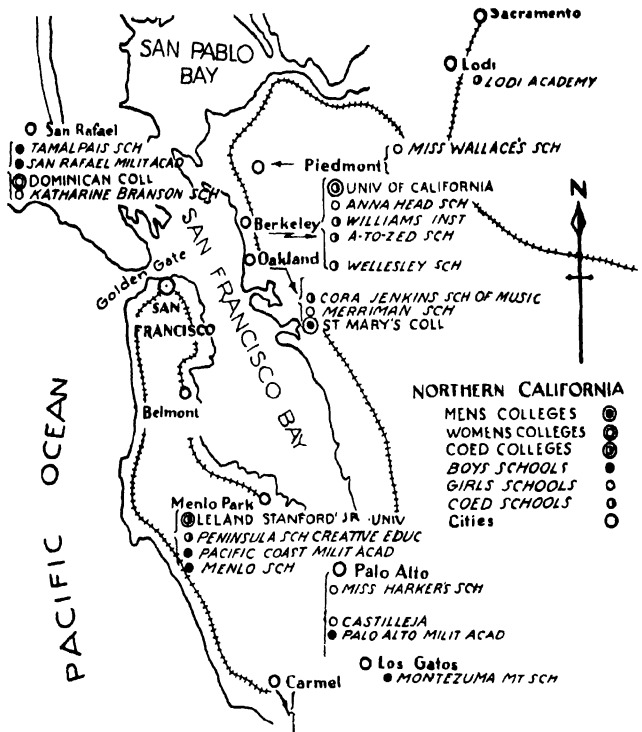 Sacramento
SAN PABLO
BAY
Lodi
LODI ACADEMY
San Rafael
TAMALPAIS SCH
SAN RAFAEL MILIT ACAD
DOMINICAN COLL
KATHARINE BRANSON SCH
Piedmont
MISS WALLACE'S SCH
UNIV OF CALIFORNIA
ANNA HEAD SCH
Berkeley
WILLIAMS INST
A-TO-ZED SCH
Oakland
WELLESLEY SCH
N
SAN FRANCISCO BAY
Golden Gate
SAN
FRANCISCO
CORA JENKINS SCH OF MUSIC
MERRIMAN SCH
ST MARY'S COLL
Belmont
PACIFIC OCEAN
NORTHERN CALIFORNIA
MENS COLLEGES
WOMENS COLLEGES
COED COLLEGES
BOYS SCHOOLS
GIRLS SCHOOLS
COED SCHOOLS
Cities
Menlo Park
LELAND STANFORD JR UNIV
PENINSULA SCH CREATIVE EDUC
PACIFIC COAST MILIT ACAD
MENLO SCH
Palo Alto
MISS HARKER'S SCH
CASTILLEJA
PALO ALTO MILIT ACAD
Los Gatos
MONTEZUMA MT SCH
Carmel